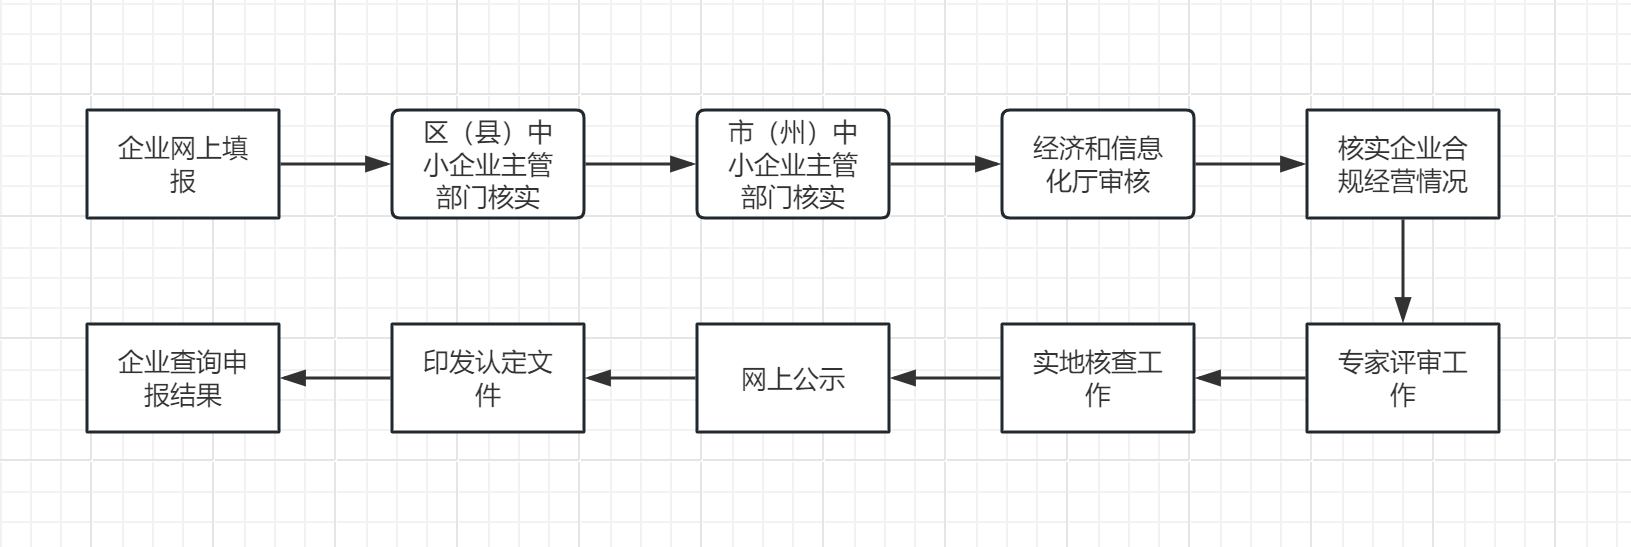 企业网上填
报
区（县）中
小企业主管
部门核实
市（州）中
小企业主管
部门核实
经济和信息
化厅审核
核实企业合
规经营情况
专家评审工
作
实地核查工
作
网上公示
印发认定文
件
企业查询申
报结果